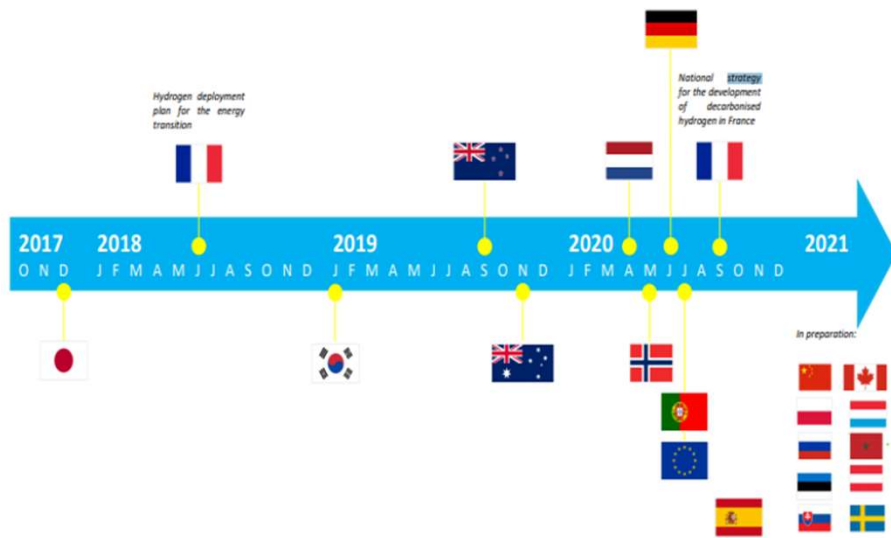 Hydrogen deployment
plan for the energy
transition
National strategy
for the development
of decarbonised
hydrogen in France
2017 2018 2019 2020 2021
O N D J F M A M J J A S O N D J F M A M J J A S O N D J F M A M J J A S O N D
In preparation: